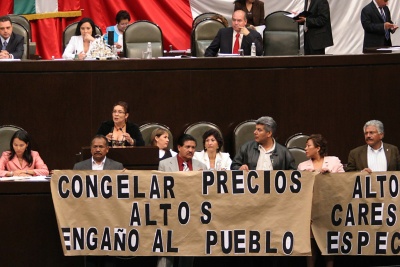 CONGELAR PRECIOS
ALTOS
ENGAÑO AL PUEBLO
ALTO
CARES
ESPEC